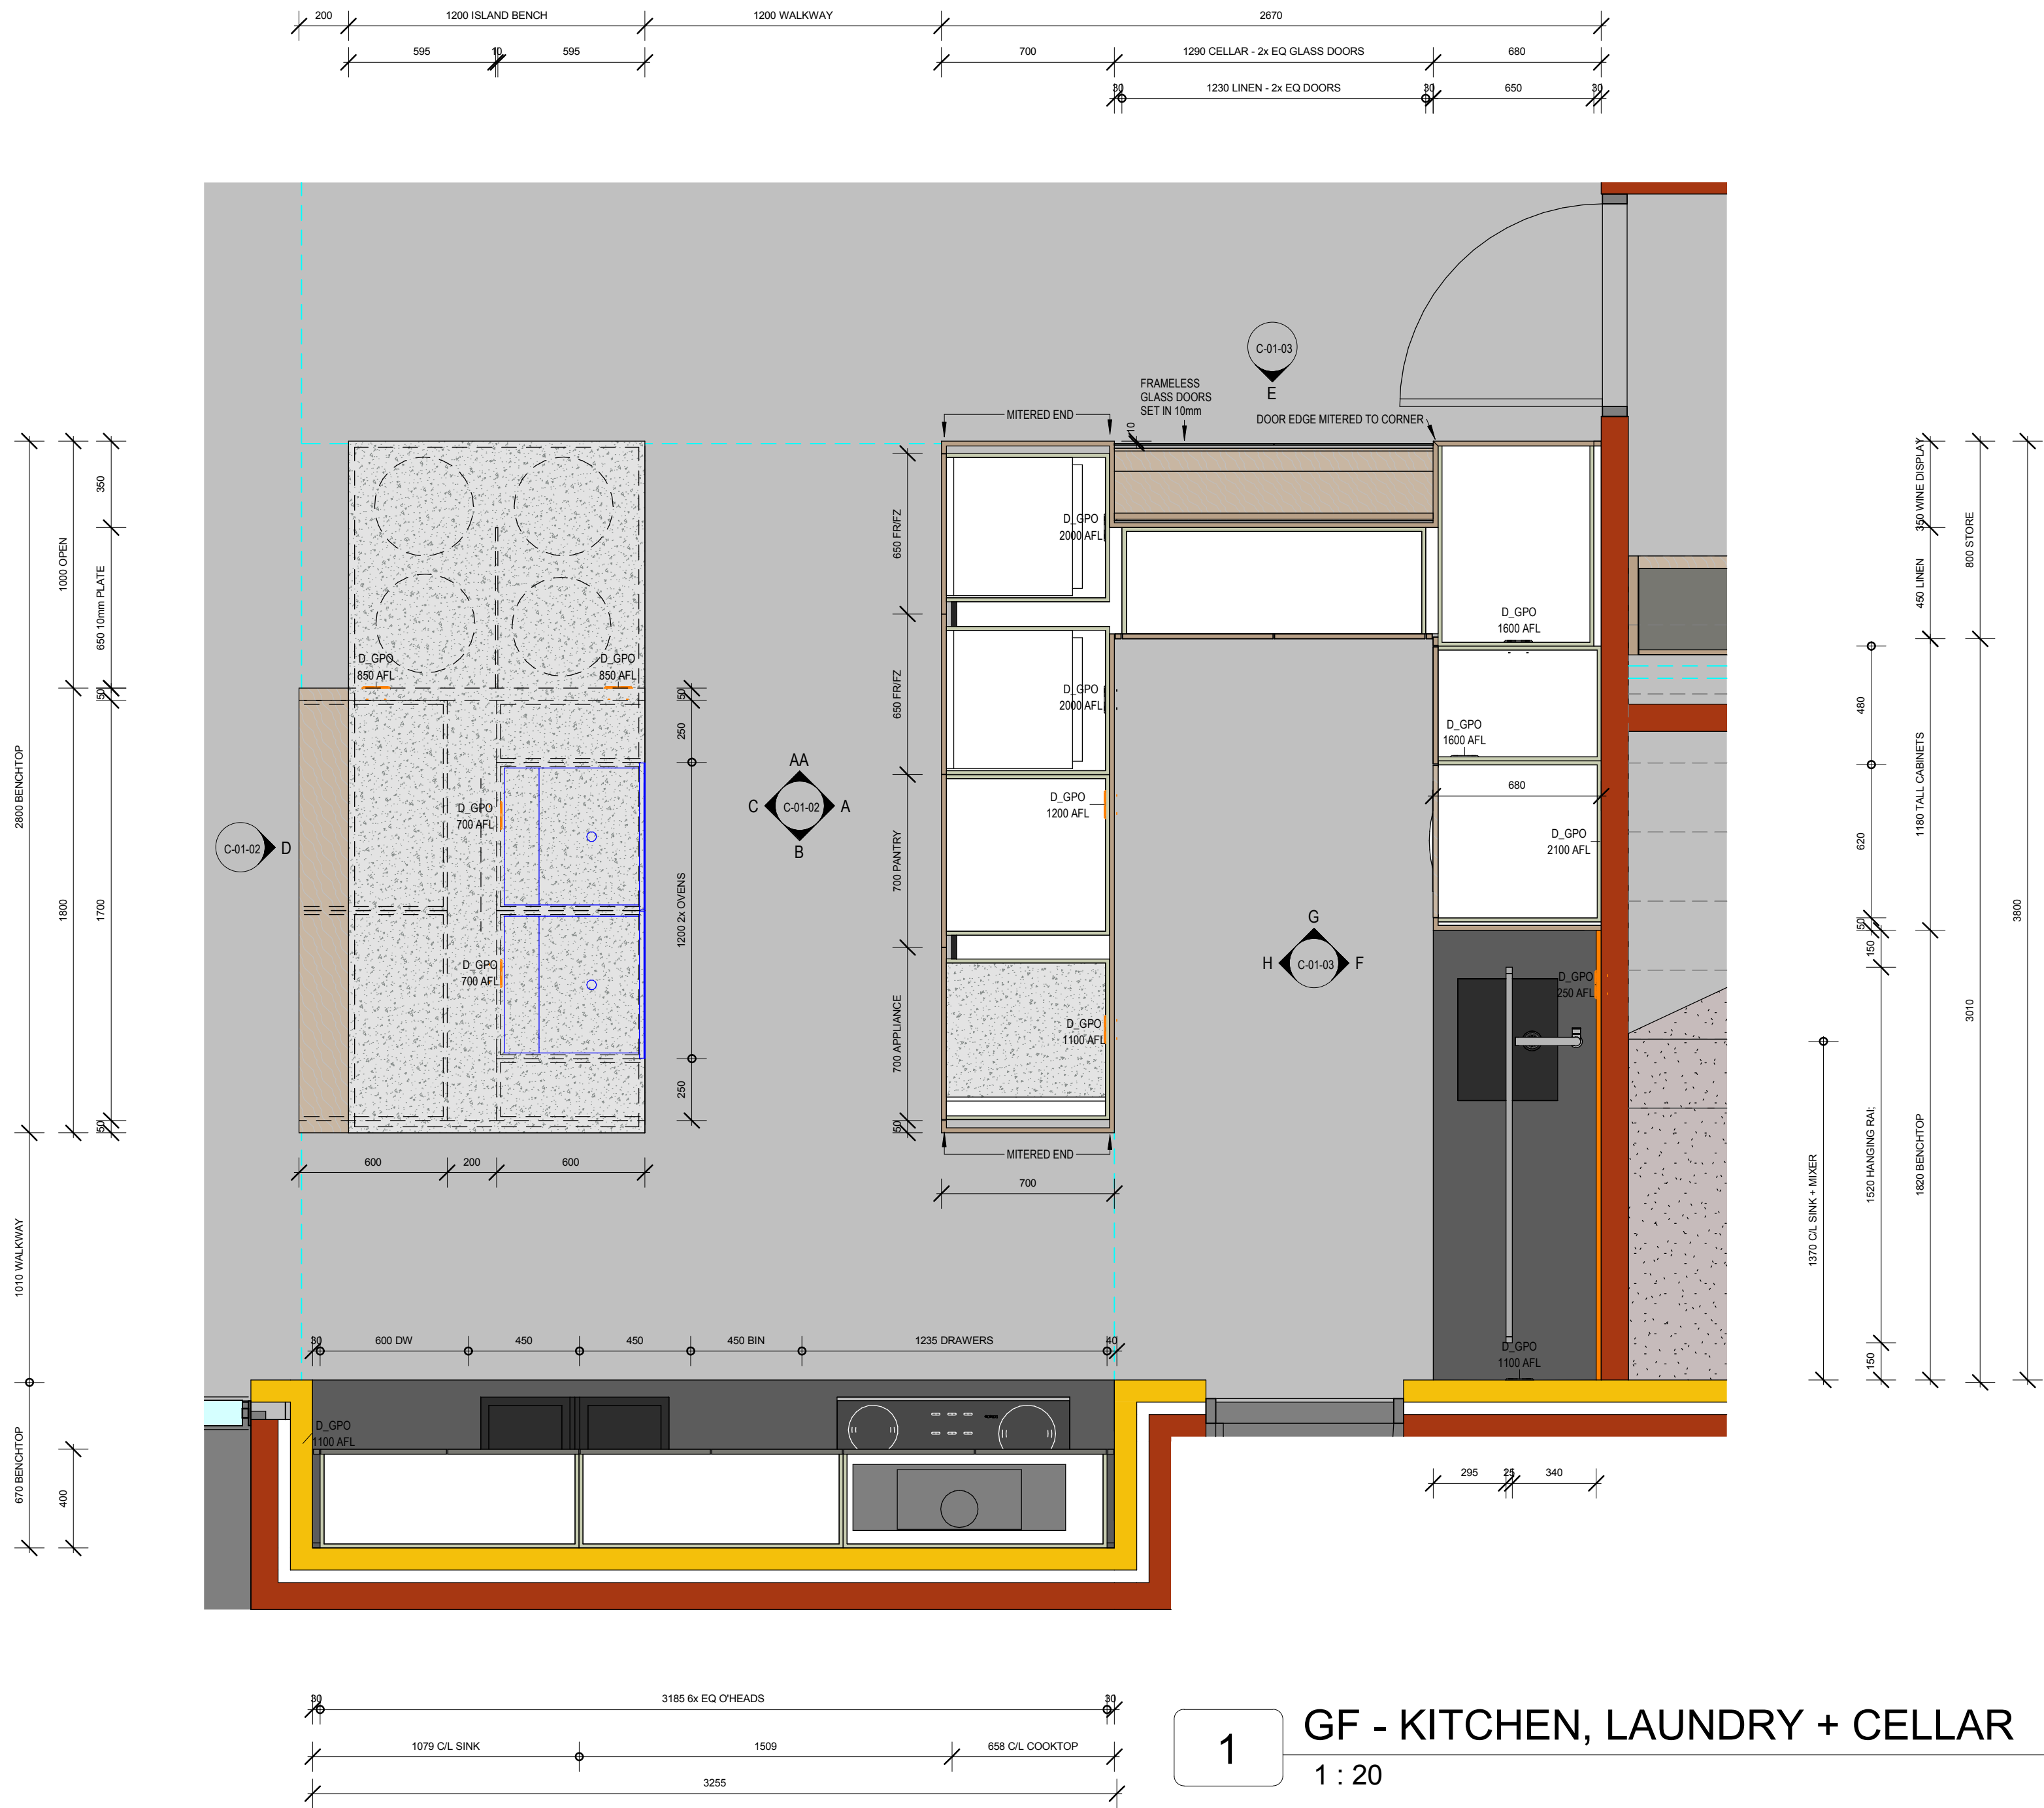 200
1200 ISLAND BENCH
1200 WALKWAY
2670
595
10
595
700
1290 CELLAR - 2x EQ GLASS DOORS
680
30
1230 LINEN - 2x EQ DOORS
30
650
30
C-01-03
E
FRAMELESS
GLASS DOORS
SET IN 10mm
10
MITERED END
DOOR EDGE MITERED TO CORNER
2800 BENCHTOP
1010 WALKWAY
670 BENCHTOP
1000 OPEN
1800
400
350
650 10mm PLATE
50
1700
50
D_GPO
850 AFL
D_GPO
850 AFL
50
250
1200 2x OVENS
250
D_GPO
700 AFL
D_GPO
700 AFL
C-01-02
D
AA
C
C-01-02
A
B
650 FR/FZ
650 FR/FZ
700 PANTRY
700 APPLIANCE
50
D_GPO
2000 AFL
D_GPO
2000 AFL
D_GPO
1200 AFL
D_GPO
1100 AFL
D_GPO
1600 AFL
D_GPO
1600 AFL
680
D_GPO
2100 AFL
G
H
C-01-03
F
D_GPO
250 AFL
D_GPO
1100 AFL
350 WINE DISPLAY
450 LINEN
1180 TALL CABINETS
1820 BENCHTOP
800 STORE
3010
3800
480
620
50
150
1520 HANGING RAI;
150
1370 C/L SINK + MIXER
600
200
600
MITERED END
700
30
600 DW
450
450
450 BIN
1235 DRAWERS
40
D_GPO
1100 AFL
295
25
340
30
3185 6x EQ O'HEADS
30
1079 C/L SINK
1509
658 C/L COOKTOP
3255
1
GF - KITCHEN, LAUNDRY + CELLAR
1 : 20